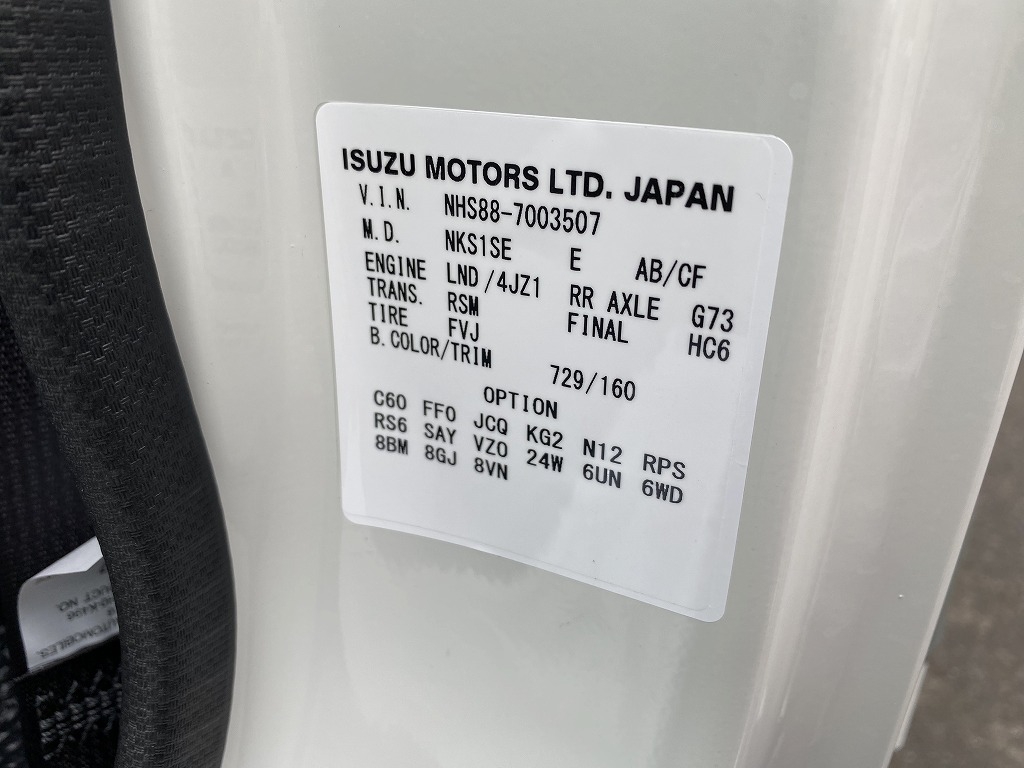 ISUZU MOTORS LTD. JAPAN
V.I.N. NHS88-7003507
M.D. NKS1SE E AB/CF
ENGINE LND/4JZ1 RR AXLE G73
TRANS. RSM FINAL HC6
TIRE FVJ
B.COLOR/TRIM 729/160
OPTION
C60 FF0 JCQ KG2 N12 RPS
RS6 SAY VZ0 24W 6UN 6WD
8BM 8GJ 8VN
AUTOMOBILES.